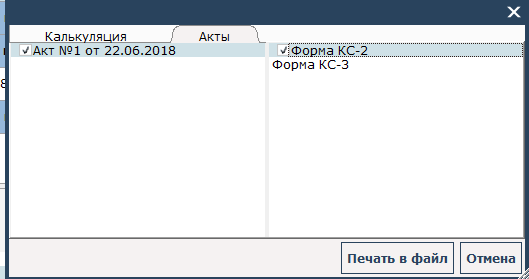 Калькуляция Акты
Акт №1 от 22.06.2018 Форма КС-2
Форма КС-3
Печать в файл Отмена